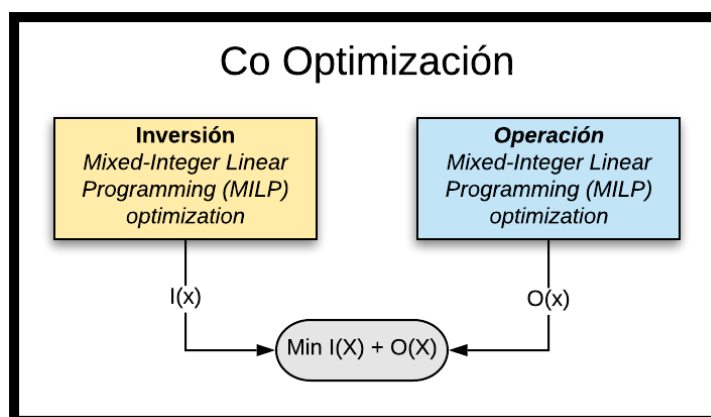 Co Optimización
Inversión
Mixed-Integer Linear
Programming (MILP)
optimization
Operación
Mixed-Integer Linear
Programming (MILP)
optimization
I(x)
O(x)
Min I(X) + O(X)